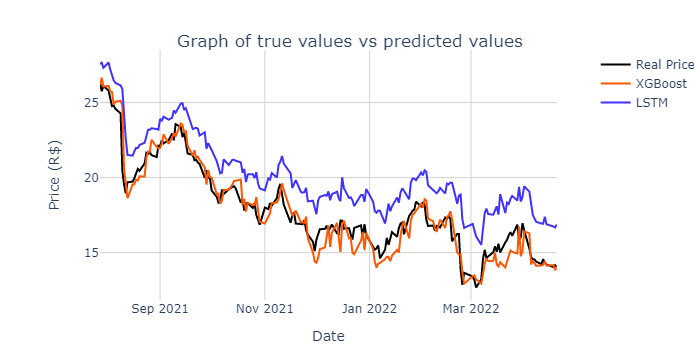 Graph of true values vs predicted values
Real Price
XGBoost
LSTM
25
20
15
Price (R$)
Sep 2021
Nov 2021
Jan 2022
Mar 2022
Date